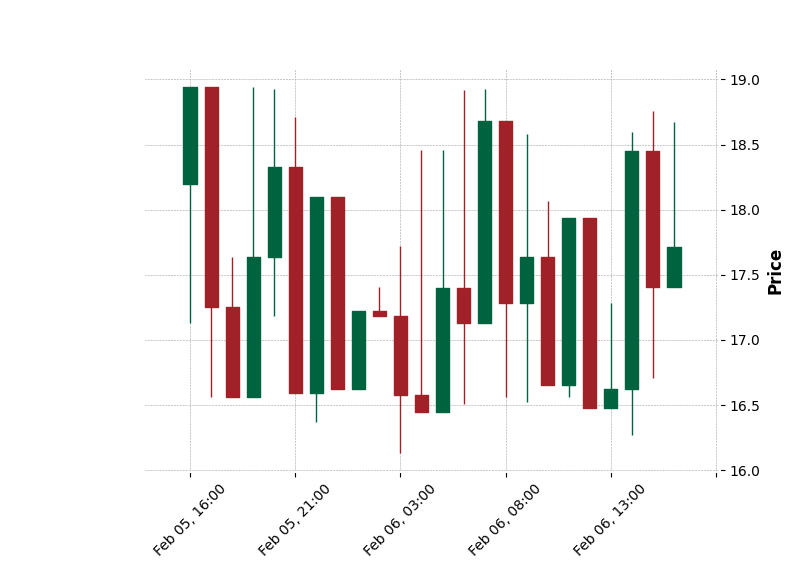 19.0
18.5
18.0
17.5
17.0
16.5
16.0
Price
Feb 05, 16:00
Feb 05, 21:00
Feb 06, 03:00
Feb 06, 08:00
Feb 06, 13:00